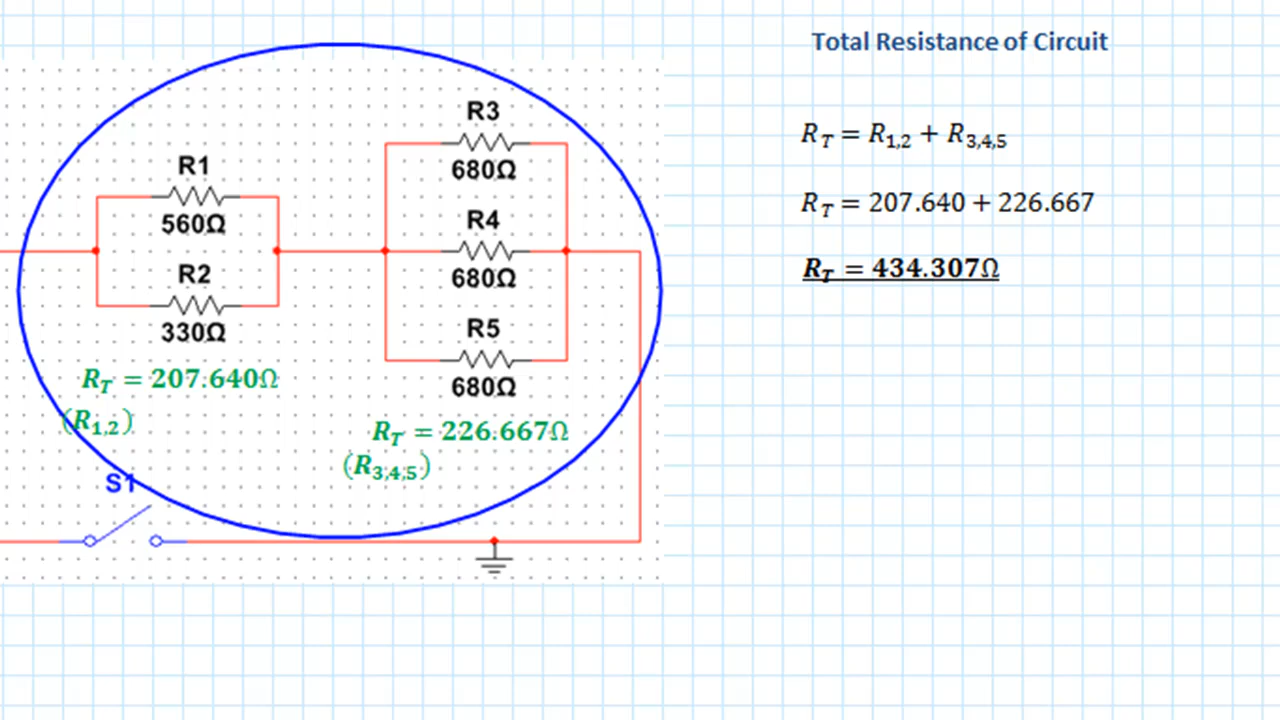 Total Resistance of Circuit
R3
680Ω
R1
560Ω
R4
680Ω
R2
330Ω
R5
680Ω
R_T = 207.640Ω
(R_1,2)
R_T = 226.667Ω
(R_3,4,5)
S1
R_T = R_1,2 + R_3,4,5
R_T = 207.640 + 226.667
R_T = 434.307Ω